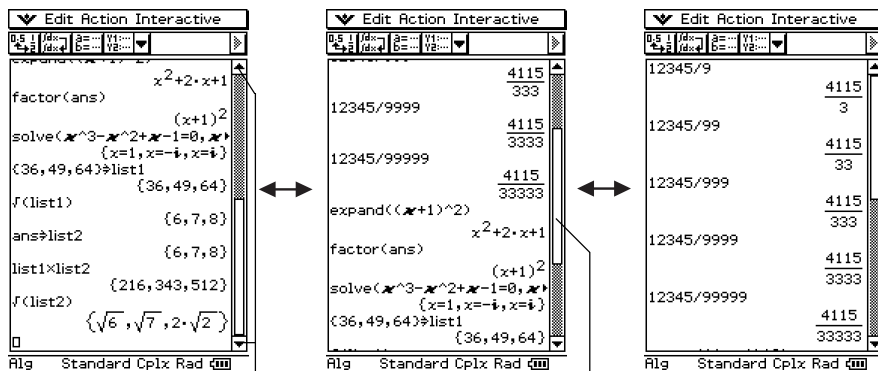 Edit Action Interactive
expand((x+1)^2)
x²+2·x+1
factor(ans)
(x+1)²
solve(x^3-x^2+x-1=0,x
{x=1,x=-i,x=i}
{36,49,64}⇒list1
{36,49,64}
√(list1)
{6,7,8}
ans⇒list2
{6,7,8}
list1×list2
{216,343,512}
√(list2)
{√6,√7,2·√2}
Alg Standard Cplx Rad
Edit Action Interactive
4115
333
12345/9999
4115
3333
12345/99999
4115
33333
expand((x+1)^2)
x²+2·x+1
factor(ans)
(x+1)²
solve(x^3-x^2+x-1=0,x
{x=1,x=-i,x=i}
{36,49,64}⇒list1
{36,49,64}
Alg Standard Cplx Rad
Edit Action Interactive
12345/9
4115
3
12345/99
4115
33
12345/999
4115
333
12345/9999
4115
3333
12345/99999
4115
33333
Alg Standard Cplx Rad